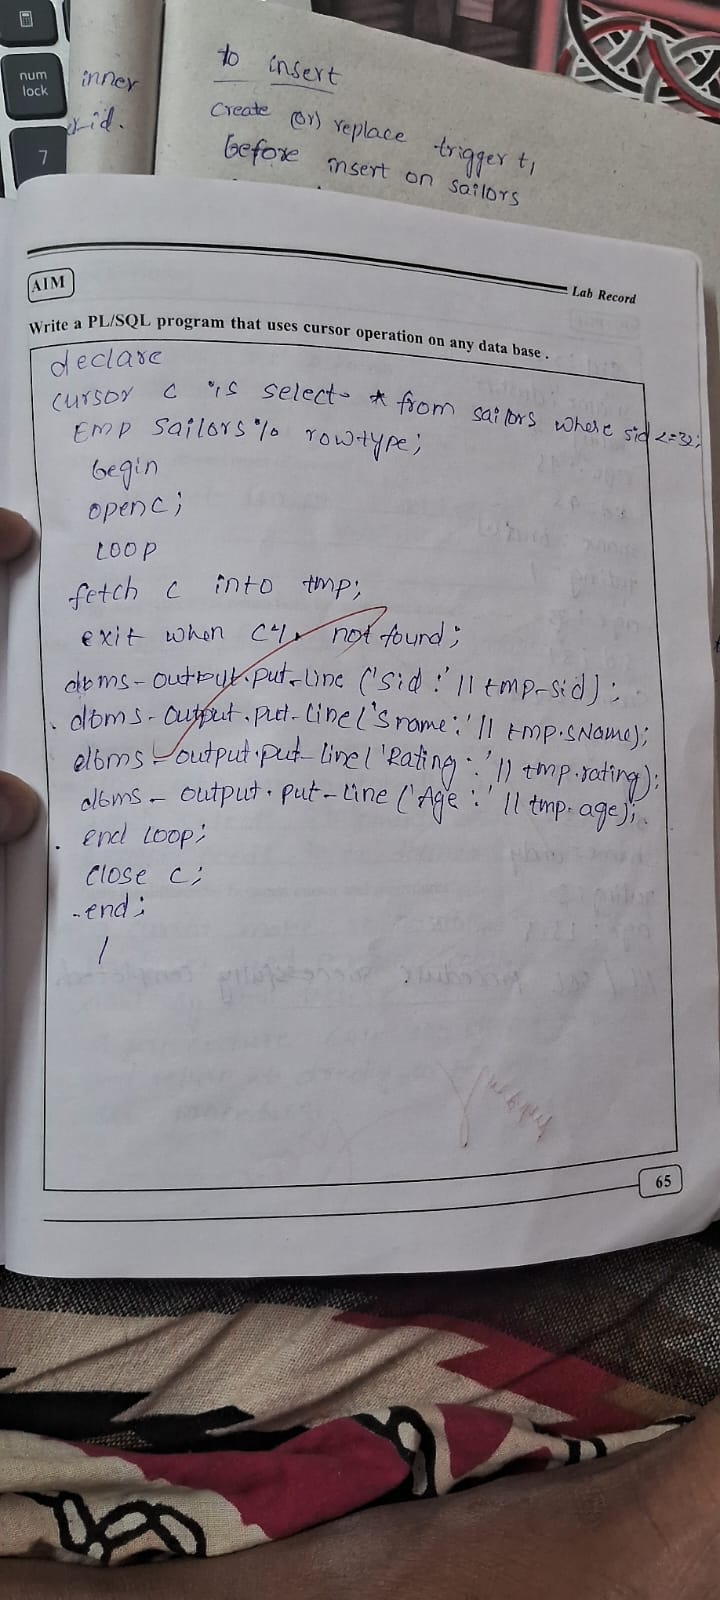 num
lock
7
inner
r-id.
to insert
create (or) replace trigger t1
before insert on sailors
Lab Record
AIM
Write a PL/SQL program that uses cursor operation on any data base .
declare
cursor c is select * from sailors where sid <=32;
Emp sailors % rowtype;
begin
open c;
LOOP
fetch c into tmp;
exit when c% not found;
dbms - output.put-line ('sid :' || tmp-sid) ;
dbms - output.put-line ('sname:' || tmp.sName);
dbms - output.put-line ('Rating :' || tmp.rating);
dbms - output.put-line ('Age :' || tmp.age);
end loop;
close c;
end;
/
65